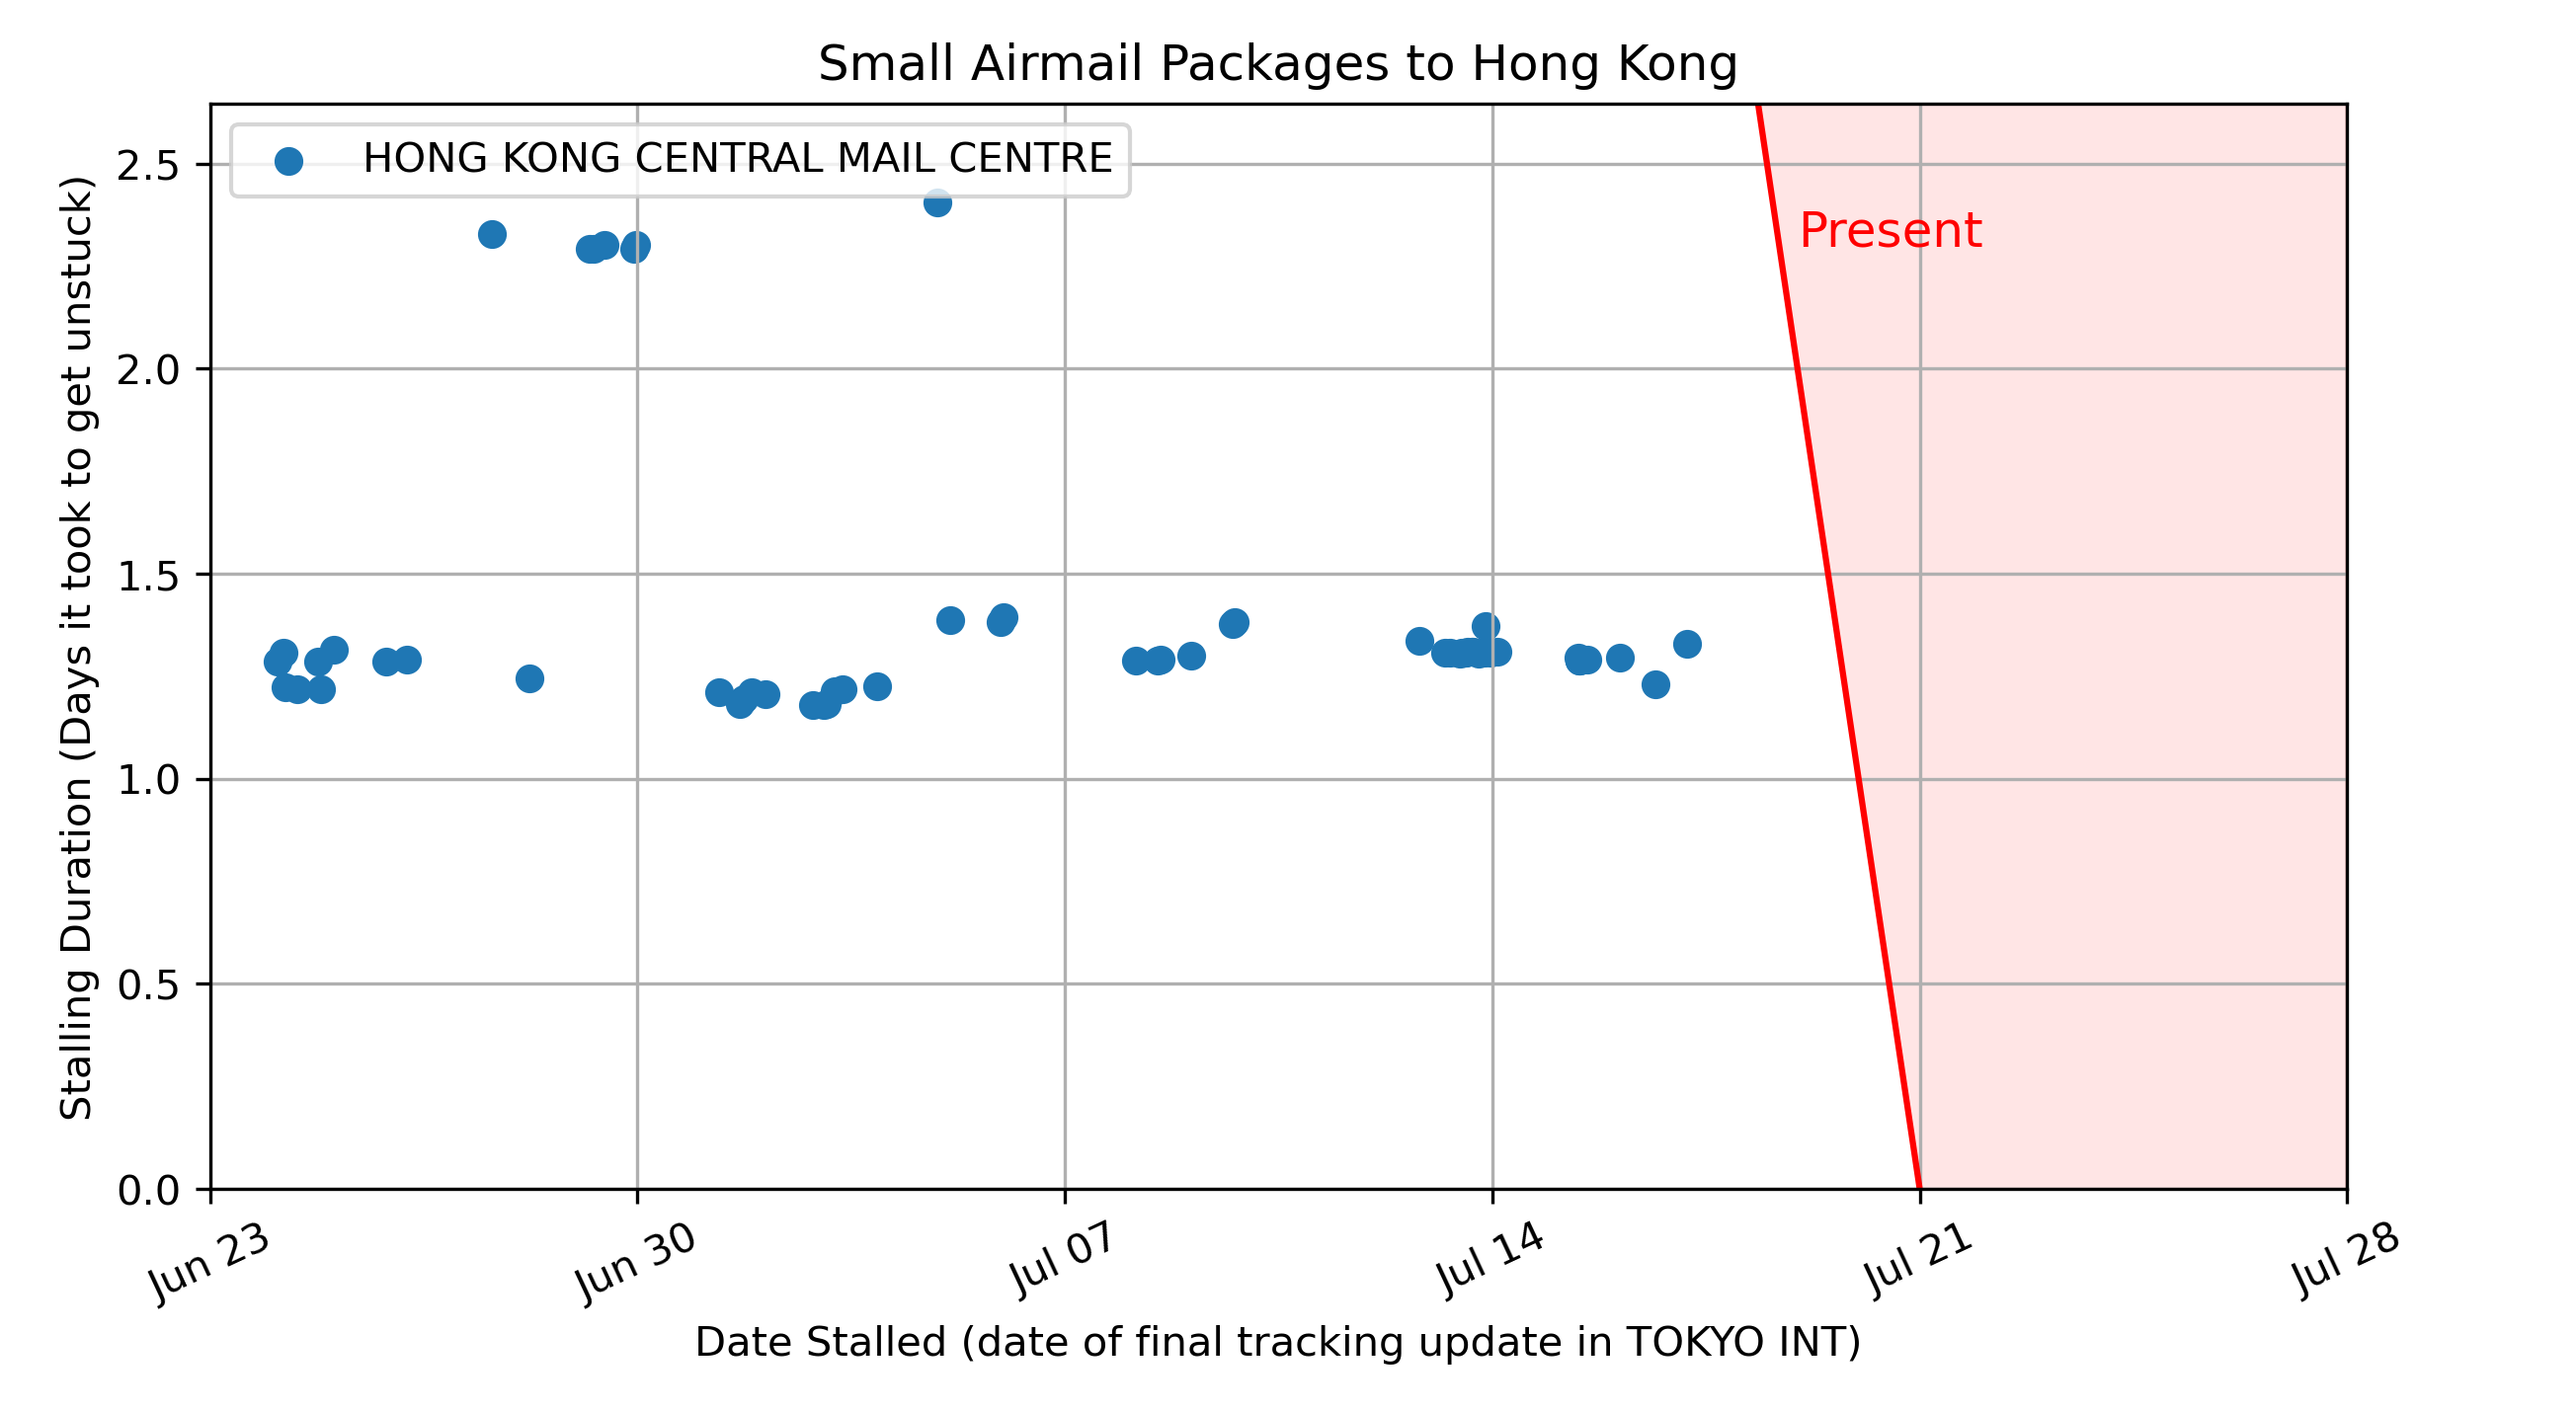 Small Airmail Packages to Hong Kong
HONG KONG CENTRAL MAIL CENTRE
Present
Stalling Duration (Days it took to get unstuck)
2.5
2.0
1.5
1.0
0.5
0.0
Jun 23
Jun 30
Jul 07
Jul 14
Jul 21
Jul 28
Date Stalled (date of final tracking update in TOKYO INT)